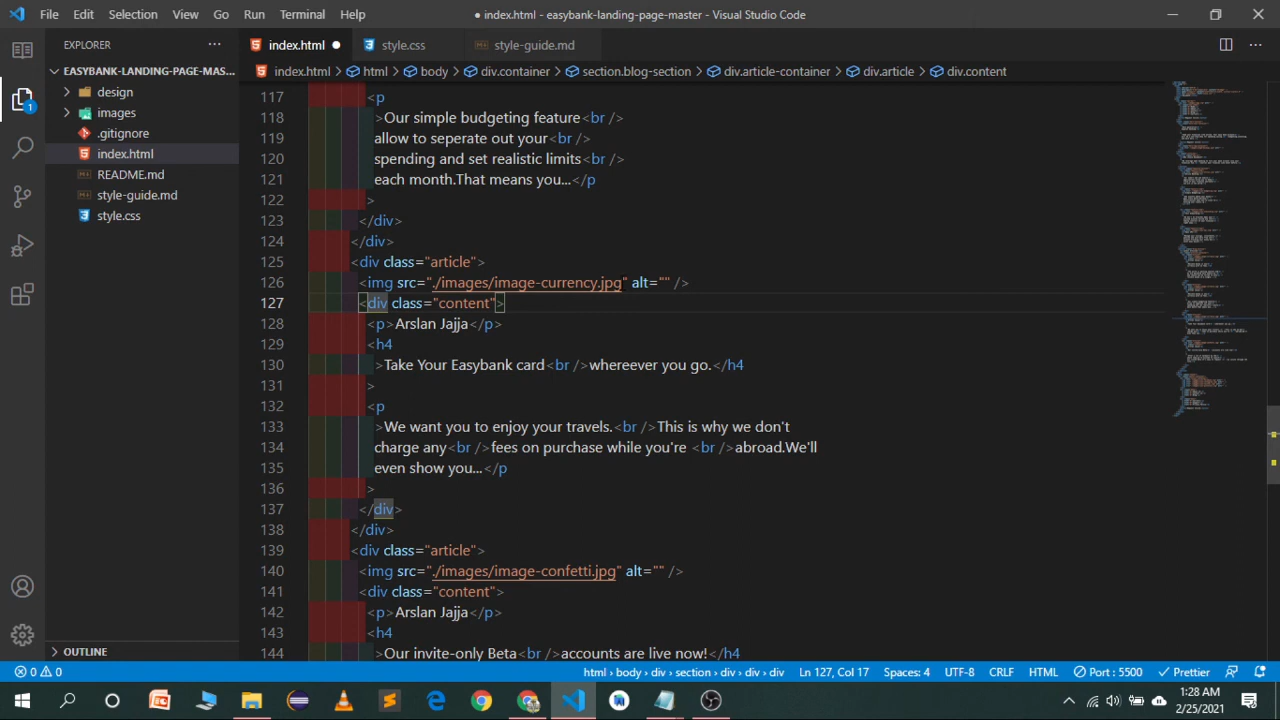 File Edit Selection View Go Run Terminal Help
● index.html - easybank-landing-page-master - Visual Studio Code
EXPLORER
index.html
style.css
style-guide.md
EASYBANK-LANDING-PAGE-MAS...
index.html > html > body > div.container > section.blog-section > div.article-container > div.article > div.content
design
images
.gitignore
index.html
README.md
style-guide.md
style.css
OUTLINE
117 <p
118 >Our simple budgeting feature<br />
119 allow to seperate out your<br />
120 spending and set realistic limits<br />
121 each month.That means you...</p
122 >
123 </div>
124 </div>
125 <div class="article">
126 <img src="./images/image-currency.jpg" alt="" />
127 <div class="content">
128 <p>Arslan Jajja</p>
129 <h4
130 >Take Your Easybank card<br />whereever you go.</h4
131 >
132 <p
133 >We want you to enjoy your travels.<br />This is why we don't
134 charge any<br />fees on purchase while you're <br />abroad.We'll
135 even show you...</p
136 >
137 </div>
138 </div>
139 <div class="article">
140 <img src="./images/image-confetti.jpg" alt="" />
141 <div class="content">
142 <p>Arslan Jajja</p>
143 <h4
144 >Our invite-only Beta<br />accounts are live now!</h4
1
0 0 html > body > div > section > div > div > div Ln 127, Col 17 Spaces: 4 UTF-8 CRLF HTML Port : 5500 Prettier
1:28 AM
2/25/2021